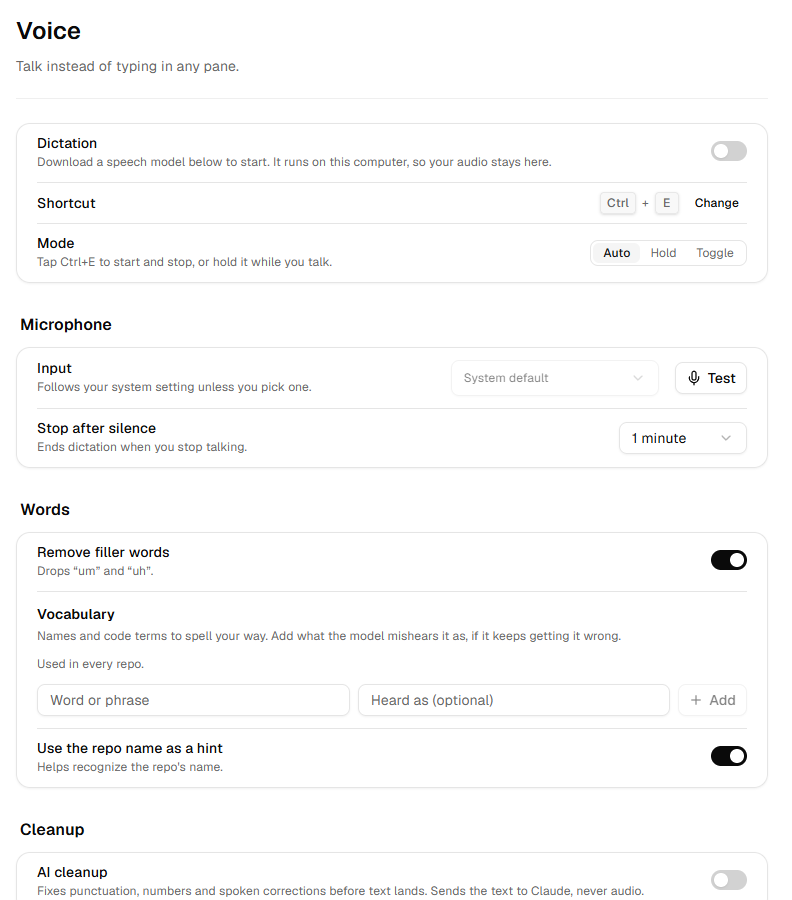 Voice
Talk instead of typing in any pane.
Dictation
Download a speech model below to start. It runs on this computer, so your audio stays here.
Shortcut
Ctrl + E Change
Mode
Tap Ctrl+E to start and stop, or hold it while you talk.
Auto Hold Toggle
Microphone
Input
Follows your system setting unless you pick one.
System default
Test
Stop after silence
Ends dictation when you stop talking.
1 minute
Words
Remove filler words
Drops “um” and “uh”.
Vocabulary
Names and code terms to spell your way. Add what the model mishears it as, if it keeps getting it wrong.
Used in every repo.
Word or phrase
Heard as (optional)
+ Add
Use the repo name as a hint
Helps recognize the repo's name.
Cleanup
AI cleanup
Fixes punctuation, numbers and spoken corrections before text lands. Sends the text to Claude, never audio.